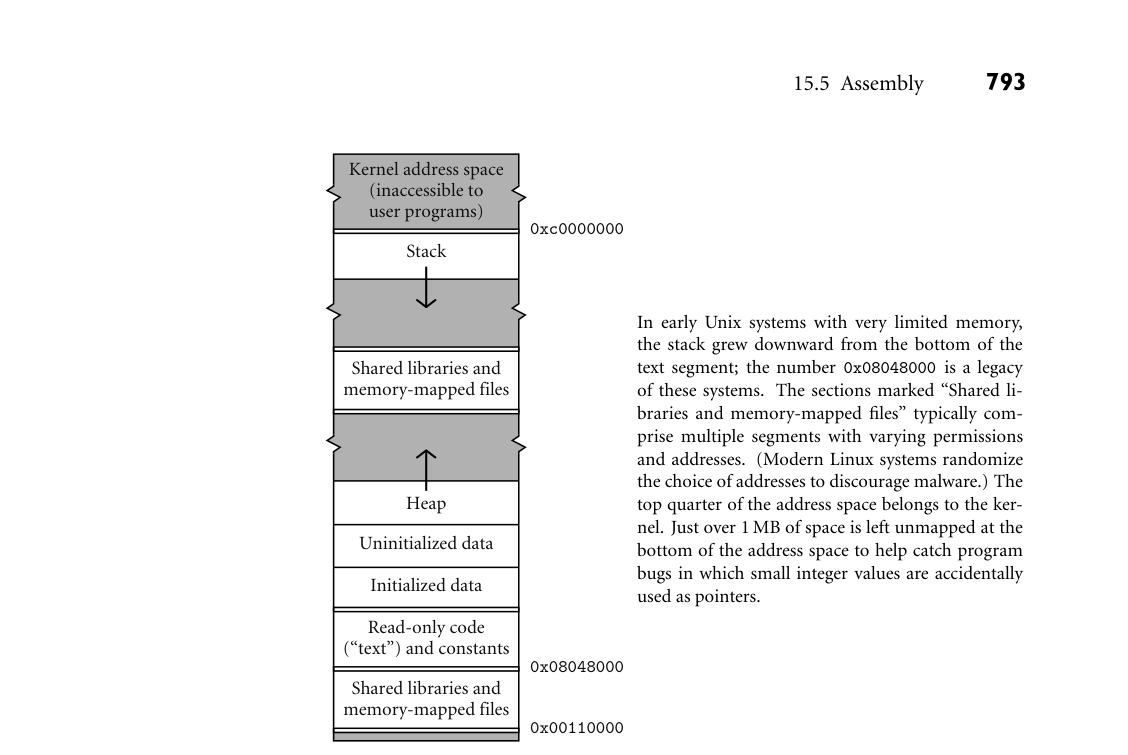 15.5 Assembly 793
Kernel address space
(inaccessible to
user programs)
0xc0000000
Stack
Shared libraries and
memory-mapped files
Heap
Uninitialized data
Initialized data
Read-only code
(“text”) and constants
0x08048000
Shared libraries and
memory-mapped files
0x00110000
In early Unix systems with very limited memory,
the stack grew downward from the bottom of the
text segment; the number 0x08048000 is a legacy
of these systems. The sections marked “Shared li-
braries and memory-mapped files” typically com-
prise multiple segments with varying permissions
and addresses. (Modern Linux systems randomize
the choice of addresses to discourage malware.) The
top quarter of the address space belongs to the ker-
nel. Just over 1 MB of space is left unmapped at the
bottom of the address space to help catch program
bugs in which small integer values are accidentally
used as pointers.